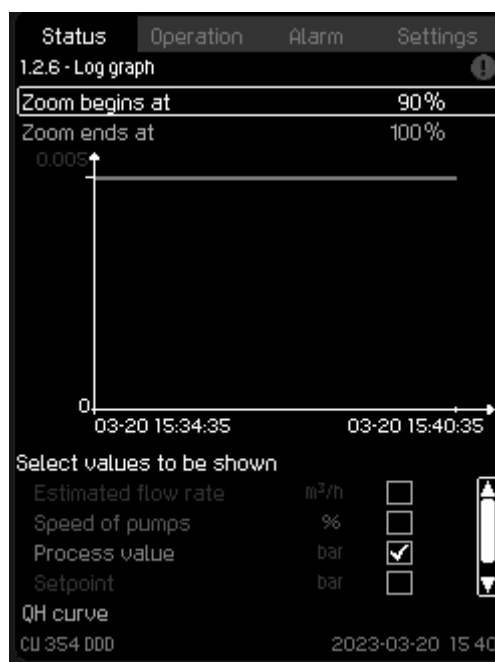 Status Operation Alarm Settings
1.2.6 - Log graph
Zoom begins at 90%
Zoom ends at 100%
0.005
0
03-20 15:34:35 03-20 15:40:35
Select values to be shown
Estimated flow rate m³/h
Speed of pumps %
Process value bar
Setpoint bar
QH curve
CU 354 DDD 2023-03-20 15 40